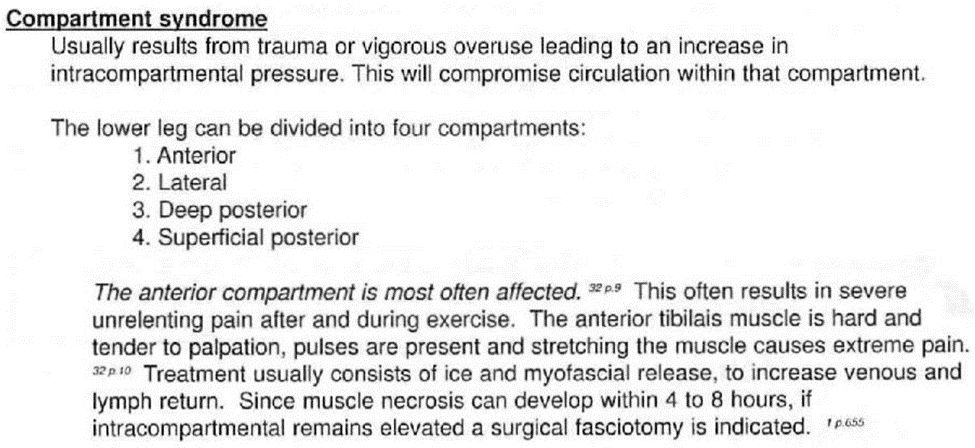 Compartment syndrome
Usually results from trauma or vigorous overuse leading to an increase in
intracompartmental pressure. This will compromise circulation within that compartment.
The lower leg can be divided into four compartments:
1. Anterior
2. Lateral
3. Deep posterior
4. Superficial posterior
The anterior compartment is most often affected. 32 p.9 This often results in severe
unrelenting pain after and during exercise. The anterior tibilais muscle is hard and
tender to palpation, pulses are present and stretching the muscle causes extreme pain.
32 p.10 Treatment usually consists of ice and myofascial release, to increase venous and
lymph return. Since muscle necrosis can develop within 4 to 8 hours, if
intracompartmental remains elevated a surgical fasciotomy is indicated. 1 p.655